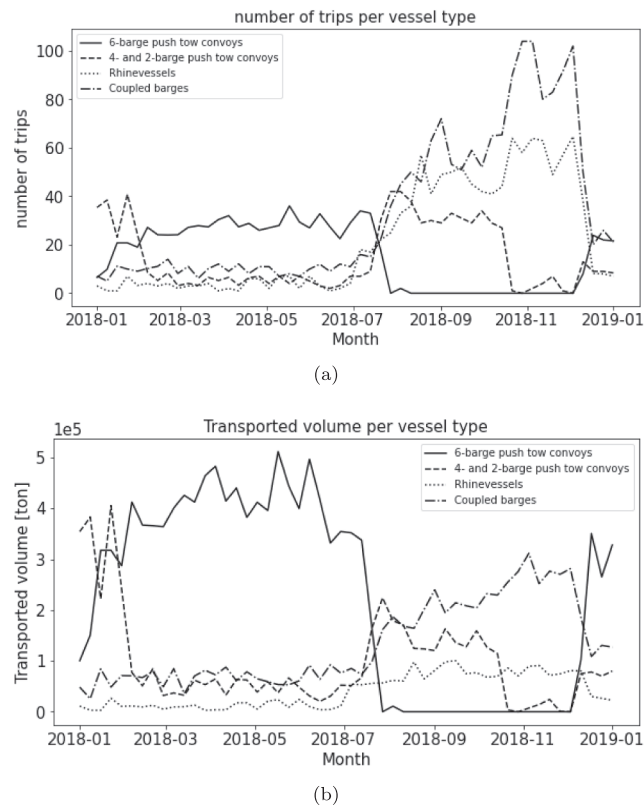 number of trips per vessel type
6-barge push tow convoys
4- and 2-barge push tow convoys
Rhinevessels
Coupled barges
number of trips
100
80
60
40
20
0
2018-01 2018-03 2018-05 2018-07 2018-09 2018-11 2019-01
Month
(a)
Transported volume per vessel type
1e5
6-barge push tow convoys
4- and 2-barge push tow convoys
Rhinevessels
Coupled barges
Transported volume [ton]
5
4
3
2
1
0
2018-01 2018-03 2018-05 2018-07 2018-09 2018-11 2019-01
Month
(b)